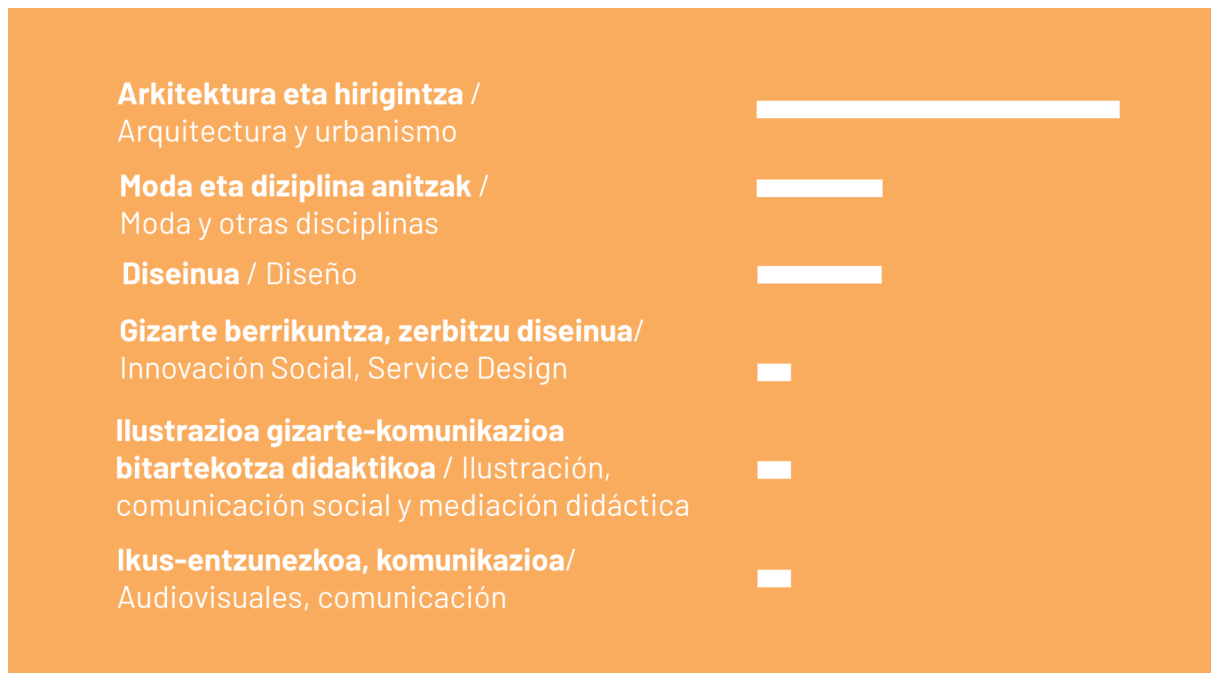 Arkitektura eta hirigintza /
Arquitectura y urbanismo
Moda eta diziplina anitzak /
Moda y otras disciplinas
Diseinua / Diseño
Gizarte berrikuntza, zerbitzu diseinua/
Innovación Social, Service Design
Ilustrazioa gizarte-komunikazioa
bitartekotza didaktikoa / Ilustración,
comunicación social y mediación didáctica
Ikus-entzunezkoa, komunikazioa/
Audiovisuales, comunicación